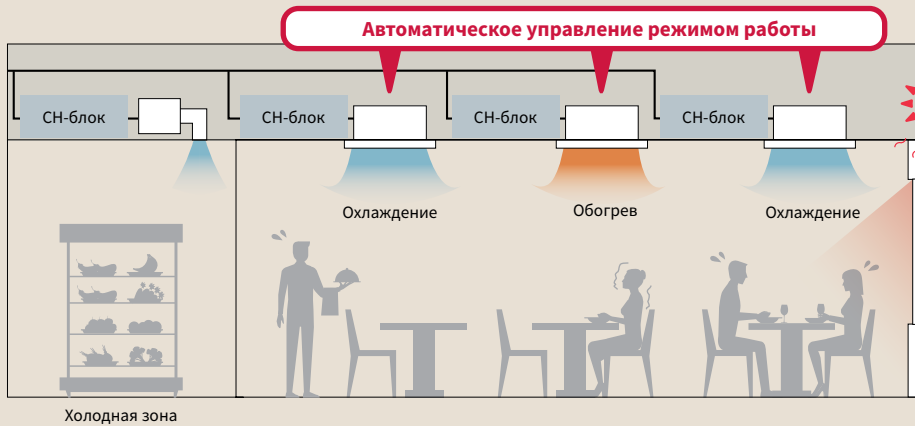 Автоматическое управление режимом работы
СН-блок
СН-блок
СН-блок
СН-блок
Охлаждение
Обогрев
Охлаждение
Холодная зона